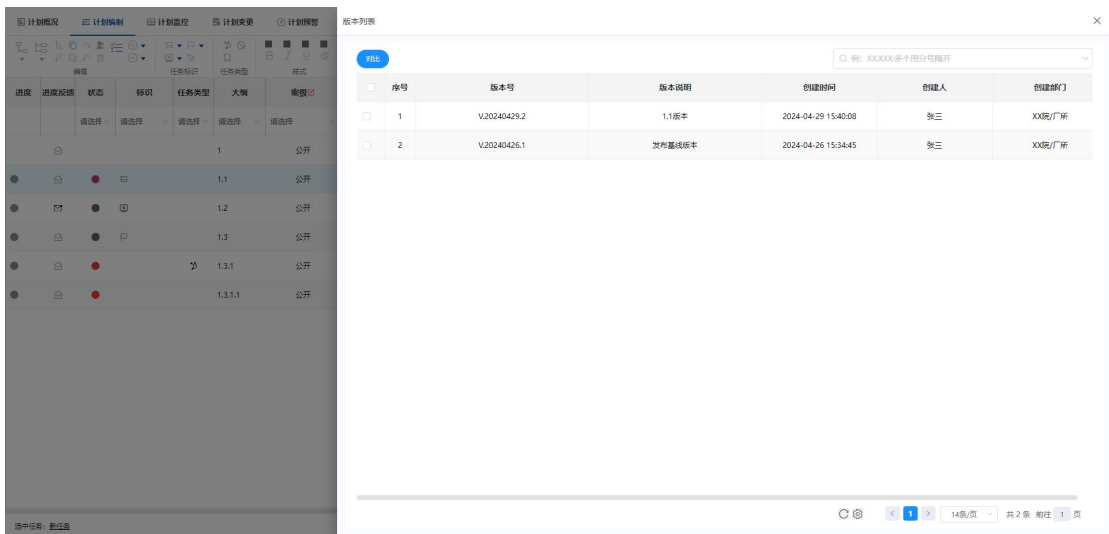 计划概况 计划编制 计划监控 计划变更 计划预警
编辑 任务标识 任务类型 样式
进度 进度反馈 状态 标识 任务类型 大纲 密级
请选择 请选择 请选择 请选择 请选择
1 公开
1.1 公开
1.2 公开
1.3 公开
1.3.1 公开
1.3.1.1 公开
选中任务：新任务
版本列表
对比
例：XX:XXX;多个用分号隔开
序号 版本号 版本说明 创建时间 创建人 创建部门
1 V.20240429.2 1.1版本 2024-04-29 15:40:08 张三 XX院/厂所
2 V.20240426.1 发布基线版本 2024-04-26 15:34:45 张三 XX院/厂所
1 14条/页 共 2 条 前往 1 页